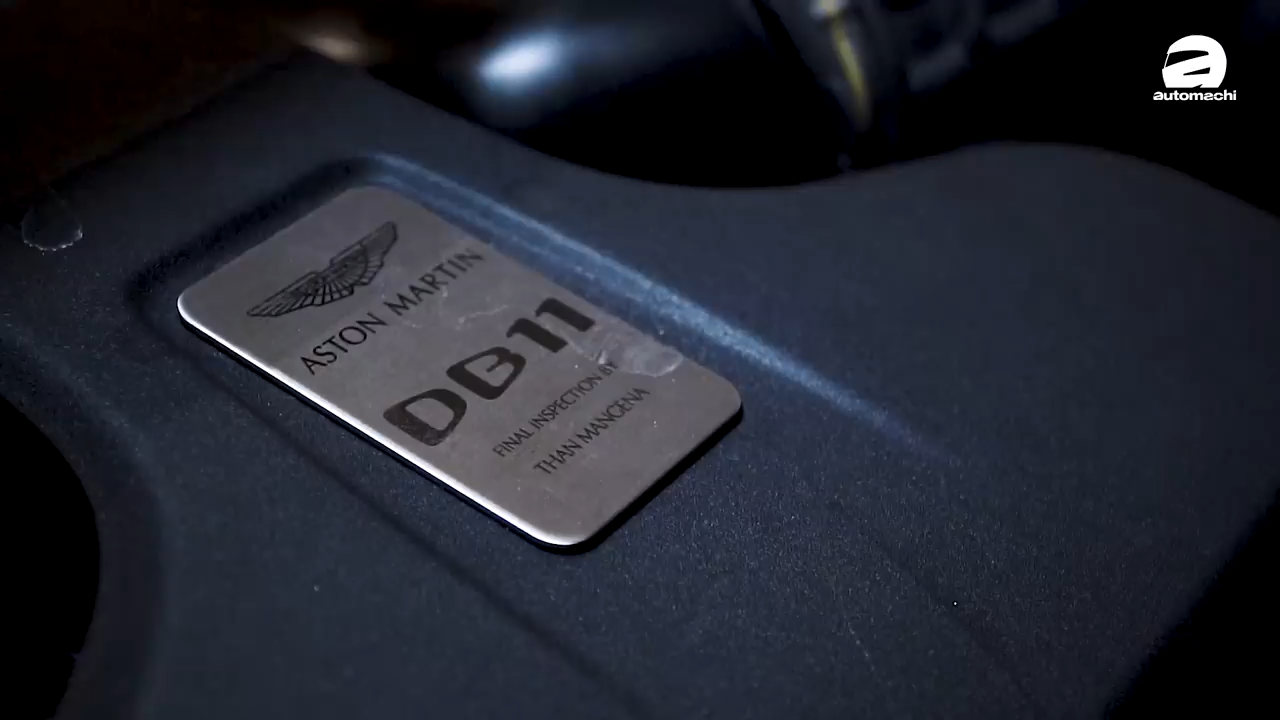 ASTON MARTIN
DB11
FINAL INSPECTION BY
THAN MANGENA
automachi